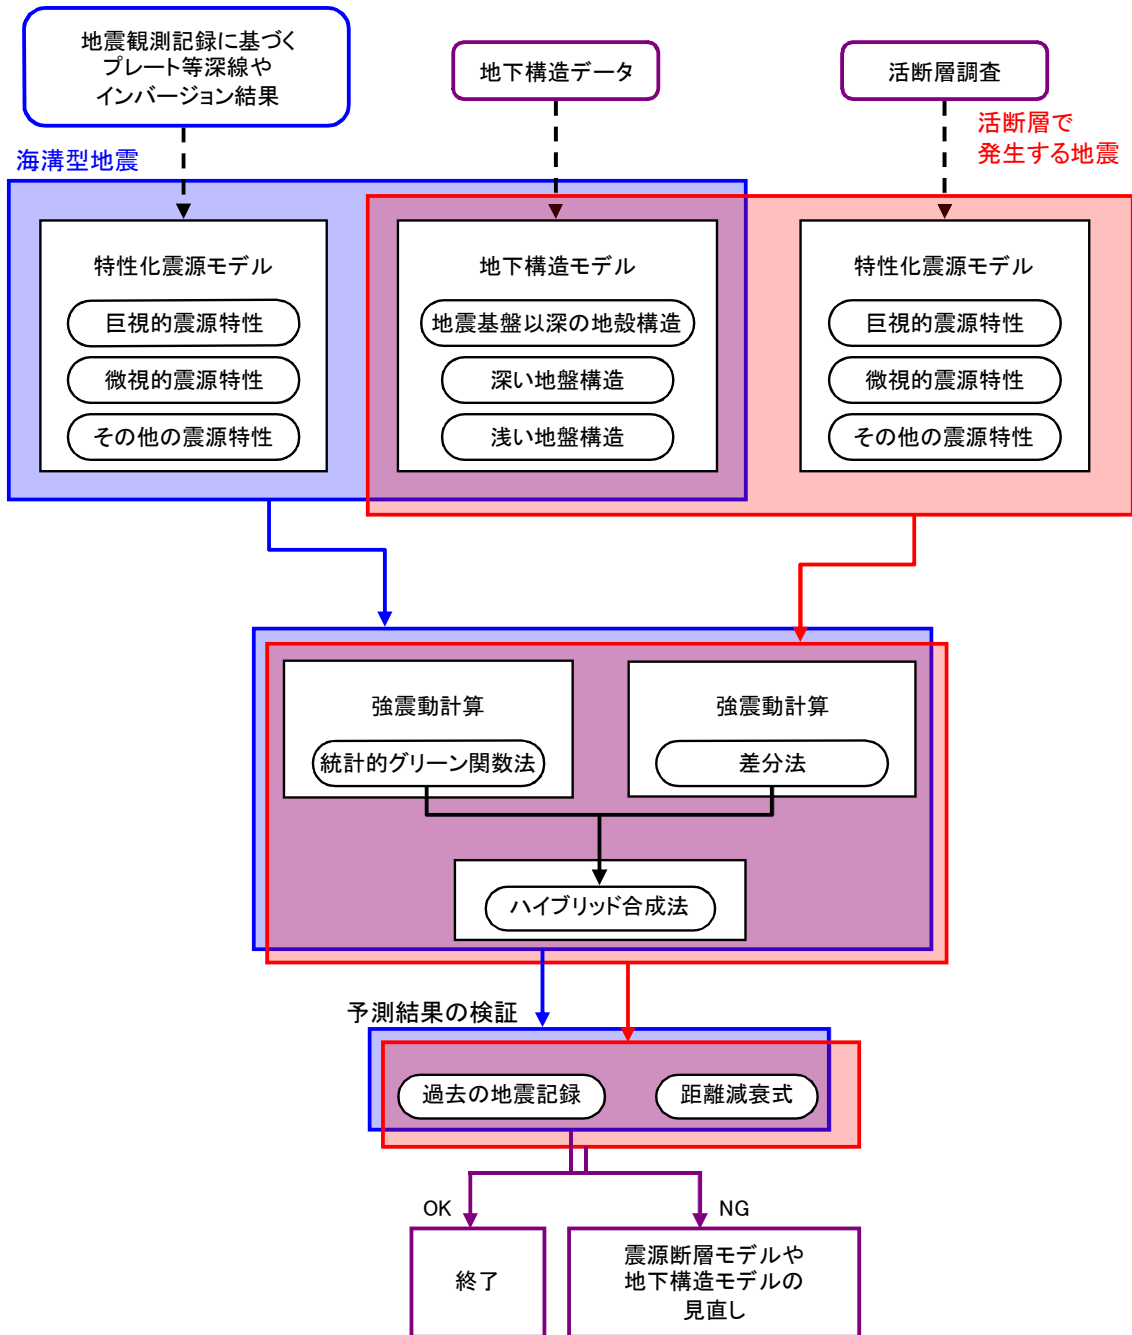 地震観測記録に基づく
プレート等深線や
インバージョン結果
地下構造データ
活断層調査
海溝型地震
活断層で
発生する地震
特性化震源モデル
巨視的震源特性
微視的震源特性
その他の震源特性
地下構造モデル
地震基盤以深の地殻構造
深い地盤構造
浅い地盤構造
特性化震源モデル
巨視的震源特性
微視的震源特性
その他の震源特性
強震動計算
統計的グリーン関数法
強震動計算
差分法
ハイブリッド合成法
予測結果の検証
過去の地震記録
距離減衰式
OK
NG
終了
震源断層モデルや
地下構造モデルの
見直し